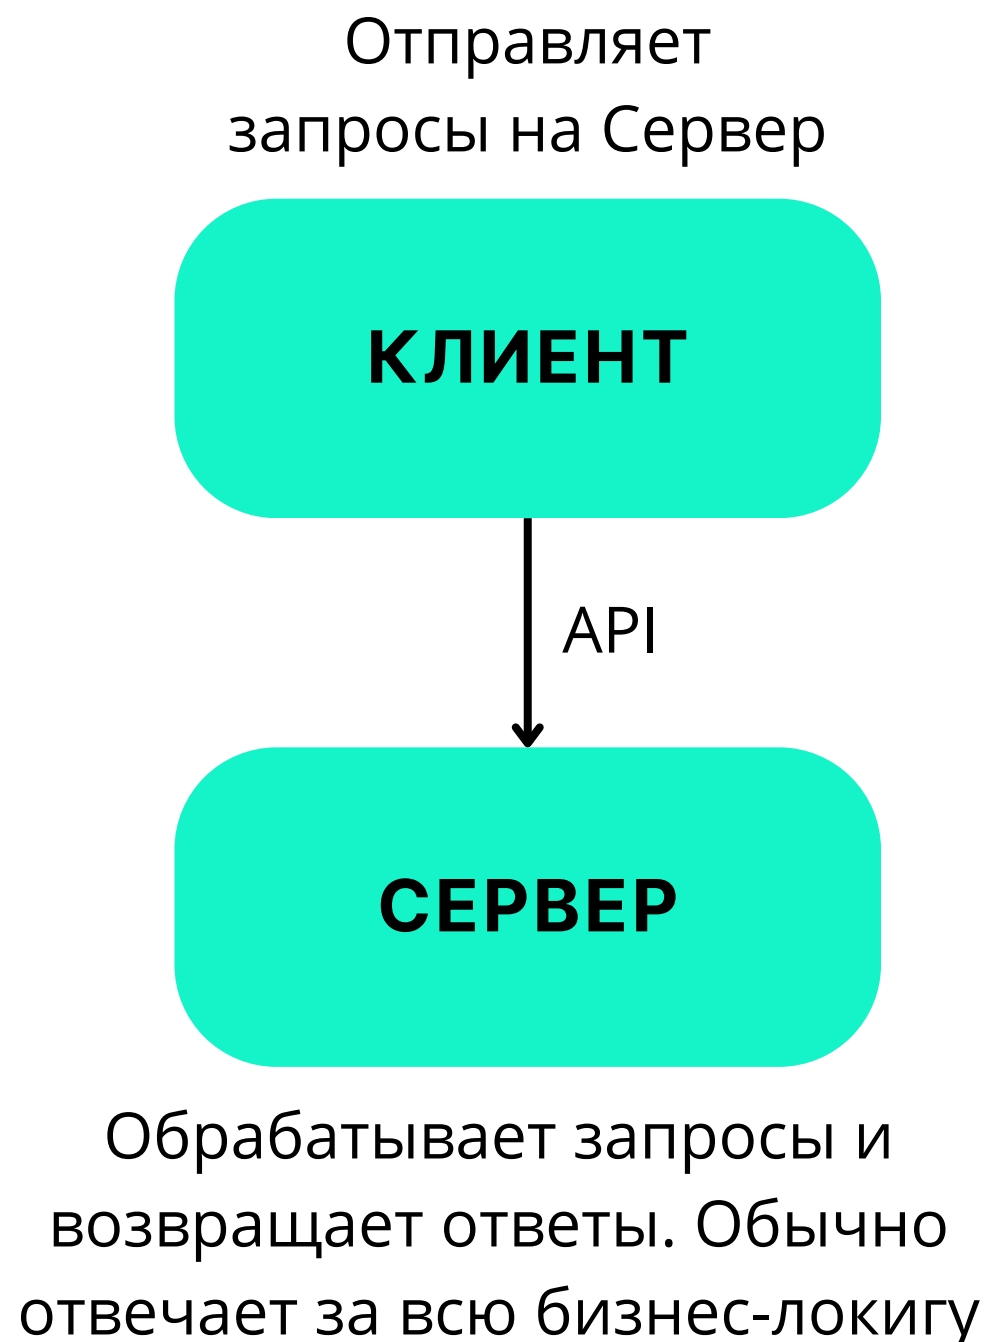 Отправляет
запросы на Сервер
КЛИЕНТ
API
СЕРВЕР
Обрабатывает запросы и
возвращает ответы. Обычно
отвечает за всю бизнес-локигу